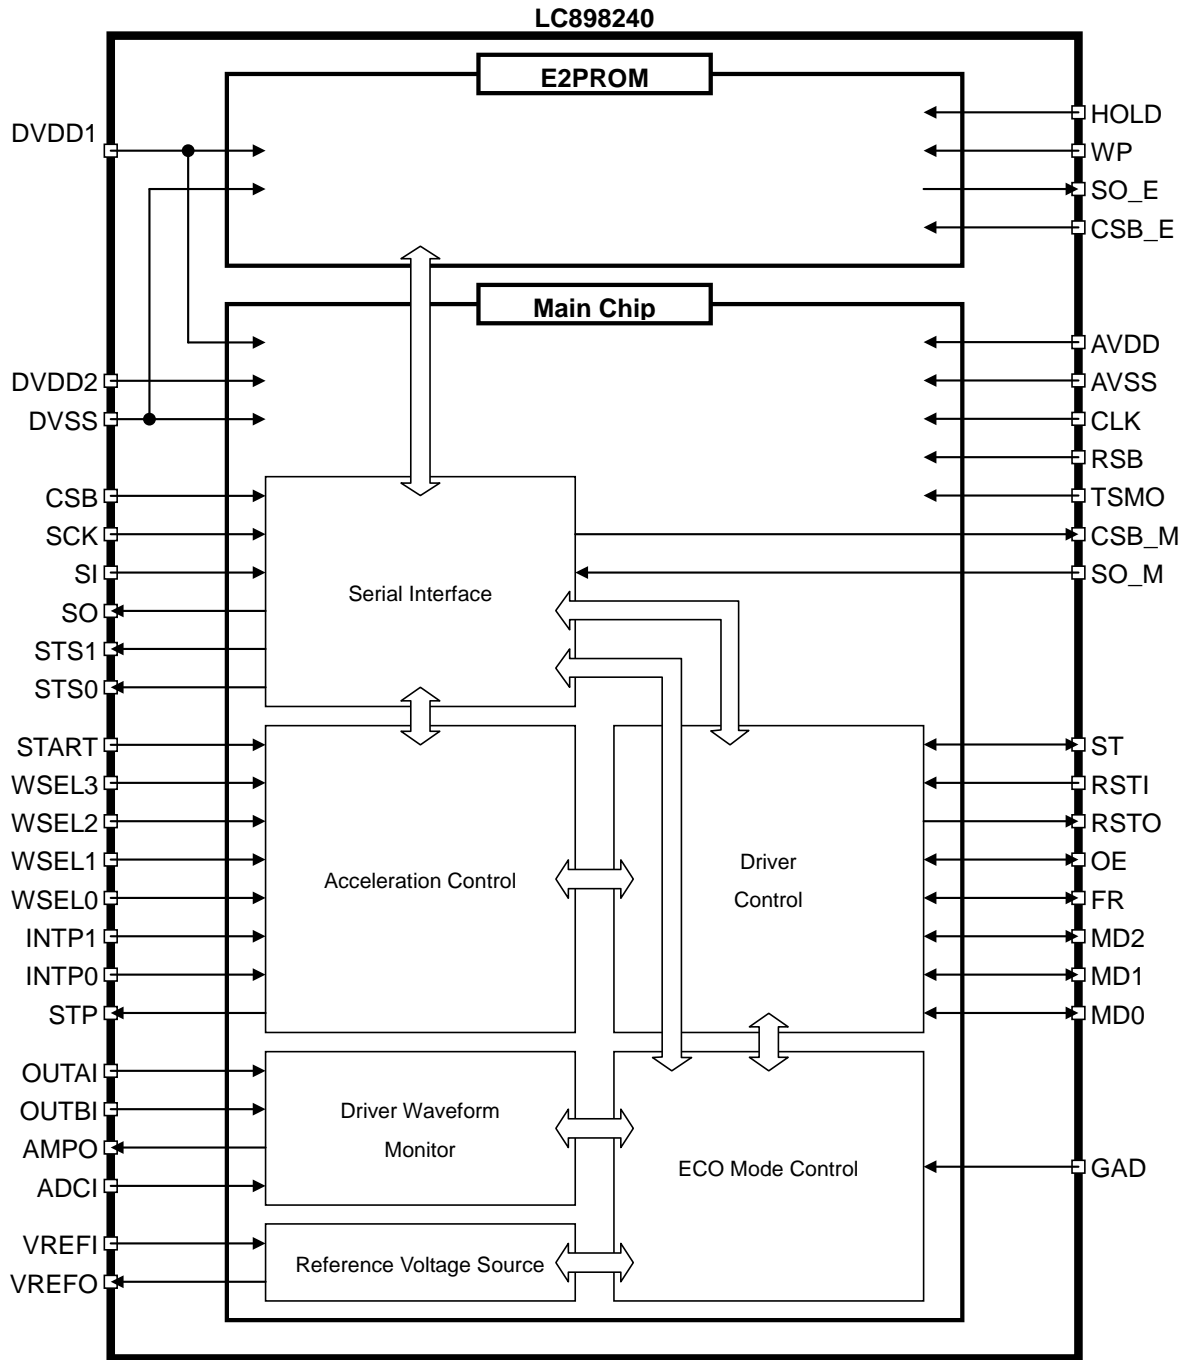 LC898240
E2PROM
DVDD1
HOLD
WP
SO_E
CSB_E
Main Chip
AVDD
DVDD2
AVSS
DVSS
CLK
RSB
CSB
TSMO
SCK
CSB_M
SI
SO_M
Serial Interface
SO
STS1
STS0
START
ST
WSEL3
RSTI
WSEL2
RSTO
WSEL1
OE
Acceleration Control
Driver
Control
WSEL0
FR
INTP1
MD2
INTP0
MD1
STP
MD0
OUTAI
OUTBI
Driver Waveform
Monitor
AMPO
ECO Mode Control
GAD
ADCI
VREFI
Reference Voltage Source
VREFO